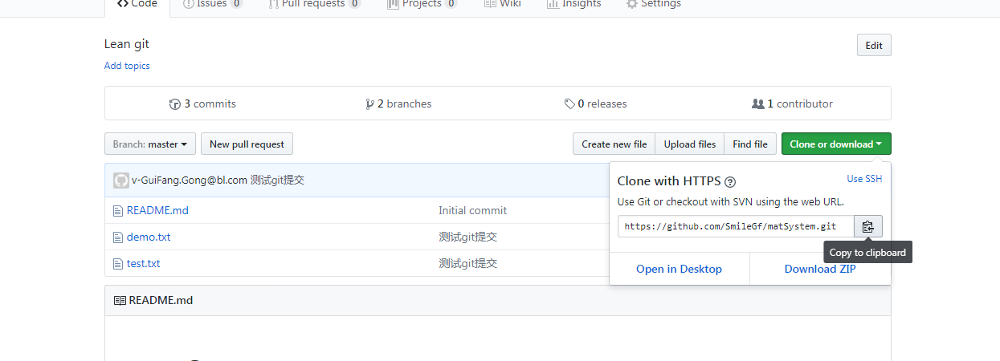 Code Issues 0 Pull requests 0 Projects 0 Wiki Insights Settings
Lean git
Edit
Add topics
3 commits 2 branches 0 releases 1 contributor
Branch: master New pull request Create new file Upload files Find file Clone or download
v-GuiFang.Gong@bl.com 测试git提交
Clone with HTTPS Use SSH
Use Git or checkout with SVN using the web URL.
README.md Initial commit
https://github.com/SmileGf/matSystem.git
demo.txt 测试git提交
Copy to clipboard
test.txt 测试git提交
Open in Desktop Download ZIP
README.md